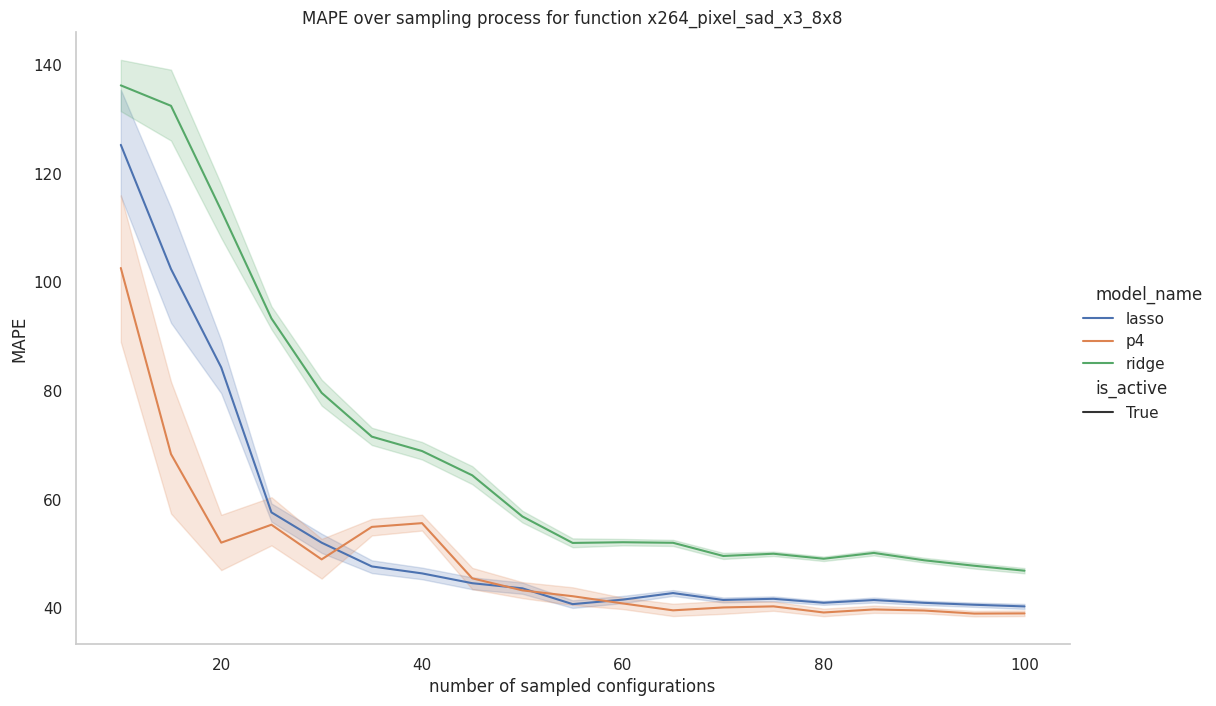 MAPE over sampling process for function x264_pixel_sad_x3_8x8
140
120
100
80
60
40
MAPE
20
40
60
80
100
number of sampled configurations
model_name
lasso
p4
ridge
is_active
True